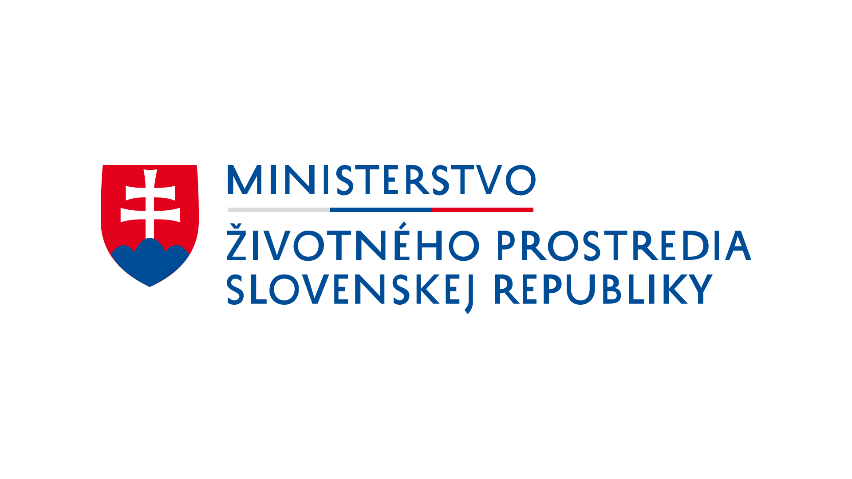 MINISTERSTVO
ŽIVOTNÉHO PROSTREDIA
SLOVENSKEJ REPUBLIKY